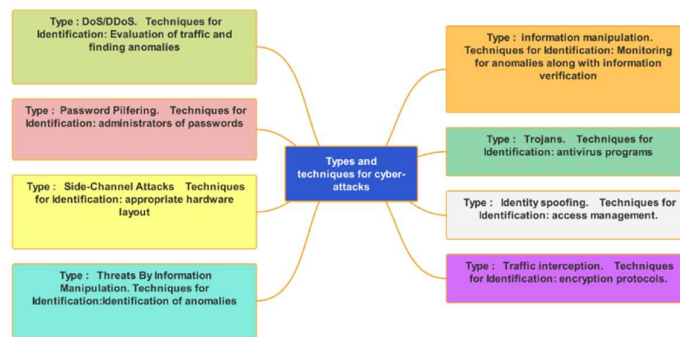 Type : DoS/DDoS. Techniques for
Identification: Evaluation of traffic and
finding anomalies
Type : Password Pilfering. Techniques for
Identification: administrators of passwords
Type : Side-Channel Attacks Techniques
for Identification: appropriate hardware
layout
Type : Threats By Information
Manipulation. Techniques for
Identification:Identification of anomalies
Types and
techniques for cyber-
attacks
Type : information manipulation.
Techniques for Identification: Monitoring
for anomalies along with information
verification
Type : Trojans. Techniques for
Identification: antivirus programs
Type : Identity spoofing. Techniques for
Identification: access management.
Type : Traffic interception. Techniques
for Identification: encryption protocols.